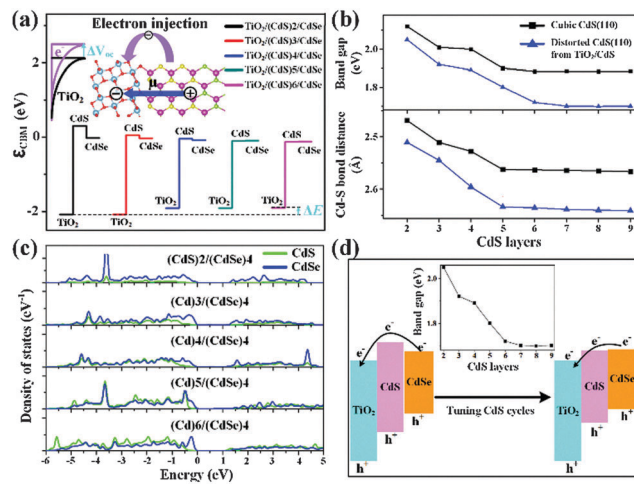 (a)
Electron injection
e⁻
ΔVoc
TiO₂
μ
TiO₂/(CdS)2/CdSe
TiO₂/(CdS)3/CdSe
TiO₂/(CdS)4/CdSe
TiO₂/(CdS)5/CdSe
TiO₂/(CdS)6/CdSe
εCBM (eV)
2
0
-2
CdS CdS CdS CdS CdS
CdSe CdSe CdSe CdSe CdSe
TiO₂ TiO₂ TiO₂ TiO₂ TiO₂
TiO₂ TiO₂
ΔE
(b)
Cubic CdS(110)
Distorted CdS(110)
from TiO₂/CdS
Band gap
(eV)
2.0
1.8
Cd-S bond distance
(Å)
2.5
2.6
2 3 4 5 6 7 8 9
CdS layers
(c)
CdS
CdSe
(CdS)2/(CdSe)4
(Cd)3/(CdSe)4
(Cd)4/(CdSe)4
(Cd)5/(CdSe)4
(Cd)6/(CdSe)4
Density of states (eV⁻¹)
-6 -5 -4 -3 -2 -1 0 1 2 3 4 5
Energy (eV)
(d)
Band gap (eV)
2.0
1.8
2 3 4 5 6 7 8 9
CdS layers
e⁻ e⁻ e⁻
TiO₂ CdS CdSe
h⁺ h⁺ h⁺
Tuning CdS cycles
e⁻ e⁻ e⁻
TiO₂ CdS CdSe
h⁺ h⁺ h⁺